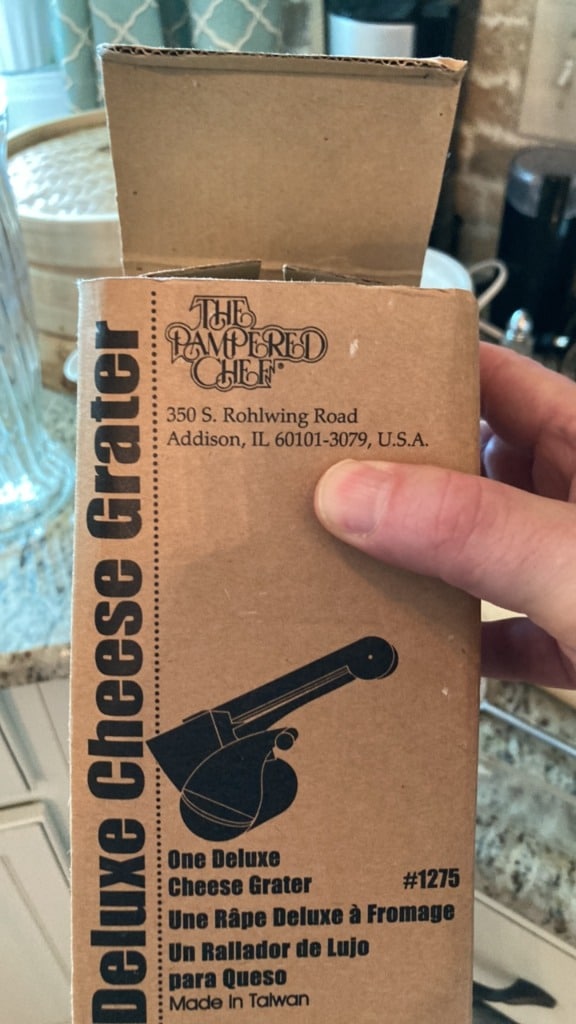 Deluxe Cheese Grater
THE
PAMPERED
CHEF®
350 S. Rohlwing Road
Addison, IL 60101-3079, U.S.A.
One Deluxe
Cheese Grater #1275
Une Râpe Deluxe à Fromage
Un Rallador de Lujo
para Queso
Made In Taiwan